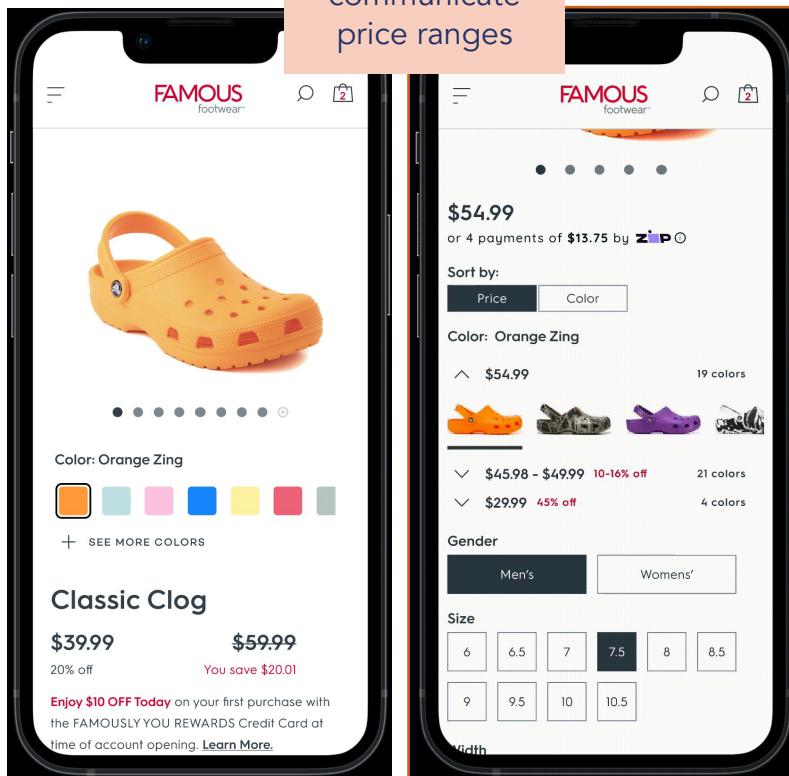 communicate
price ranges
FAMOUS
footwear
2
Color: Orange Zing
+ SEE MORE COLORS
Classic Clog
$39.99 $59.99
20% off You save $20.01
Enjoy $10 OFF Today on your first purchase with
the FAMOUSLY YOU REWARDS Credit Card at
time of account opening. Learn More.
FAMOUS
footwear
2
$54.99
or 4 payments of $13.75 by ZIP
Sort by:
Price Color
Color: Orange Zing
$54.99 19 colors
$45.98 - $49.99 10-16% off 21 colors
$29.99 45% off 4 colors
Gender
Men's Womens'
Size
6 6.5 7 7.5 8 8.5
9 9.5 10 10.5
Width